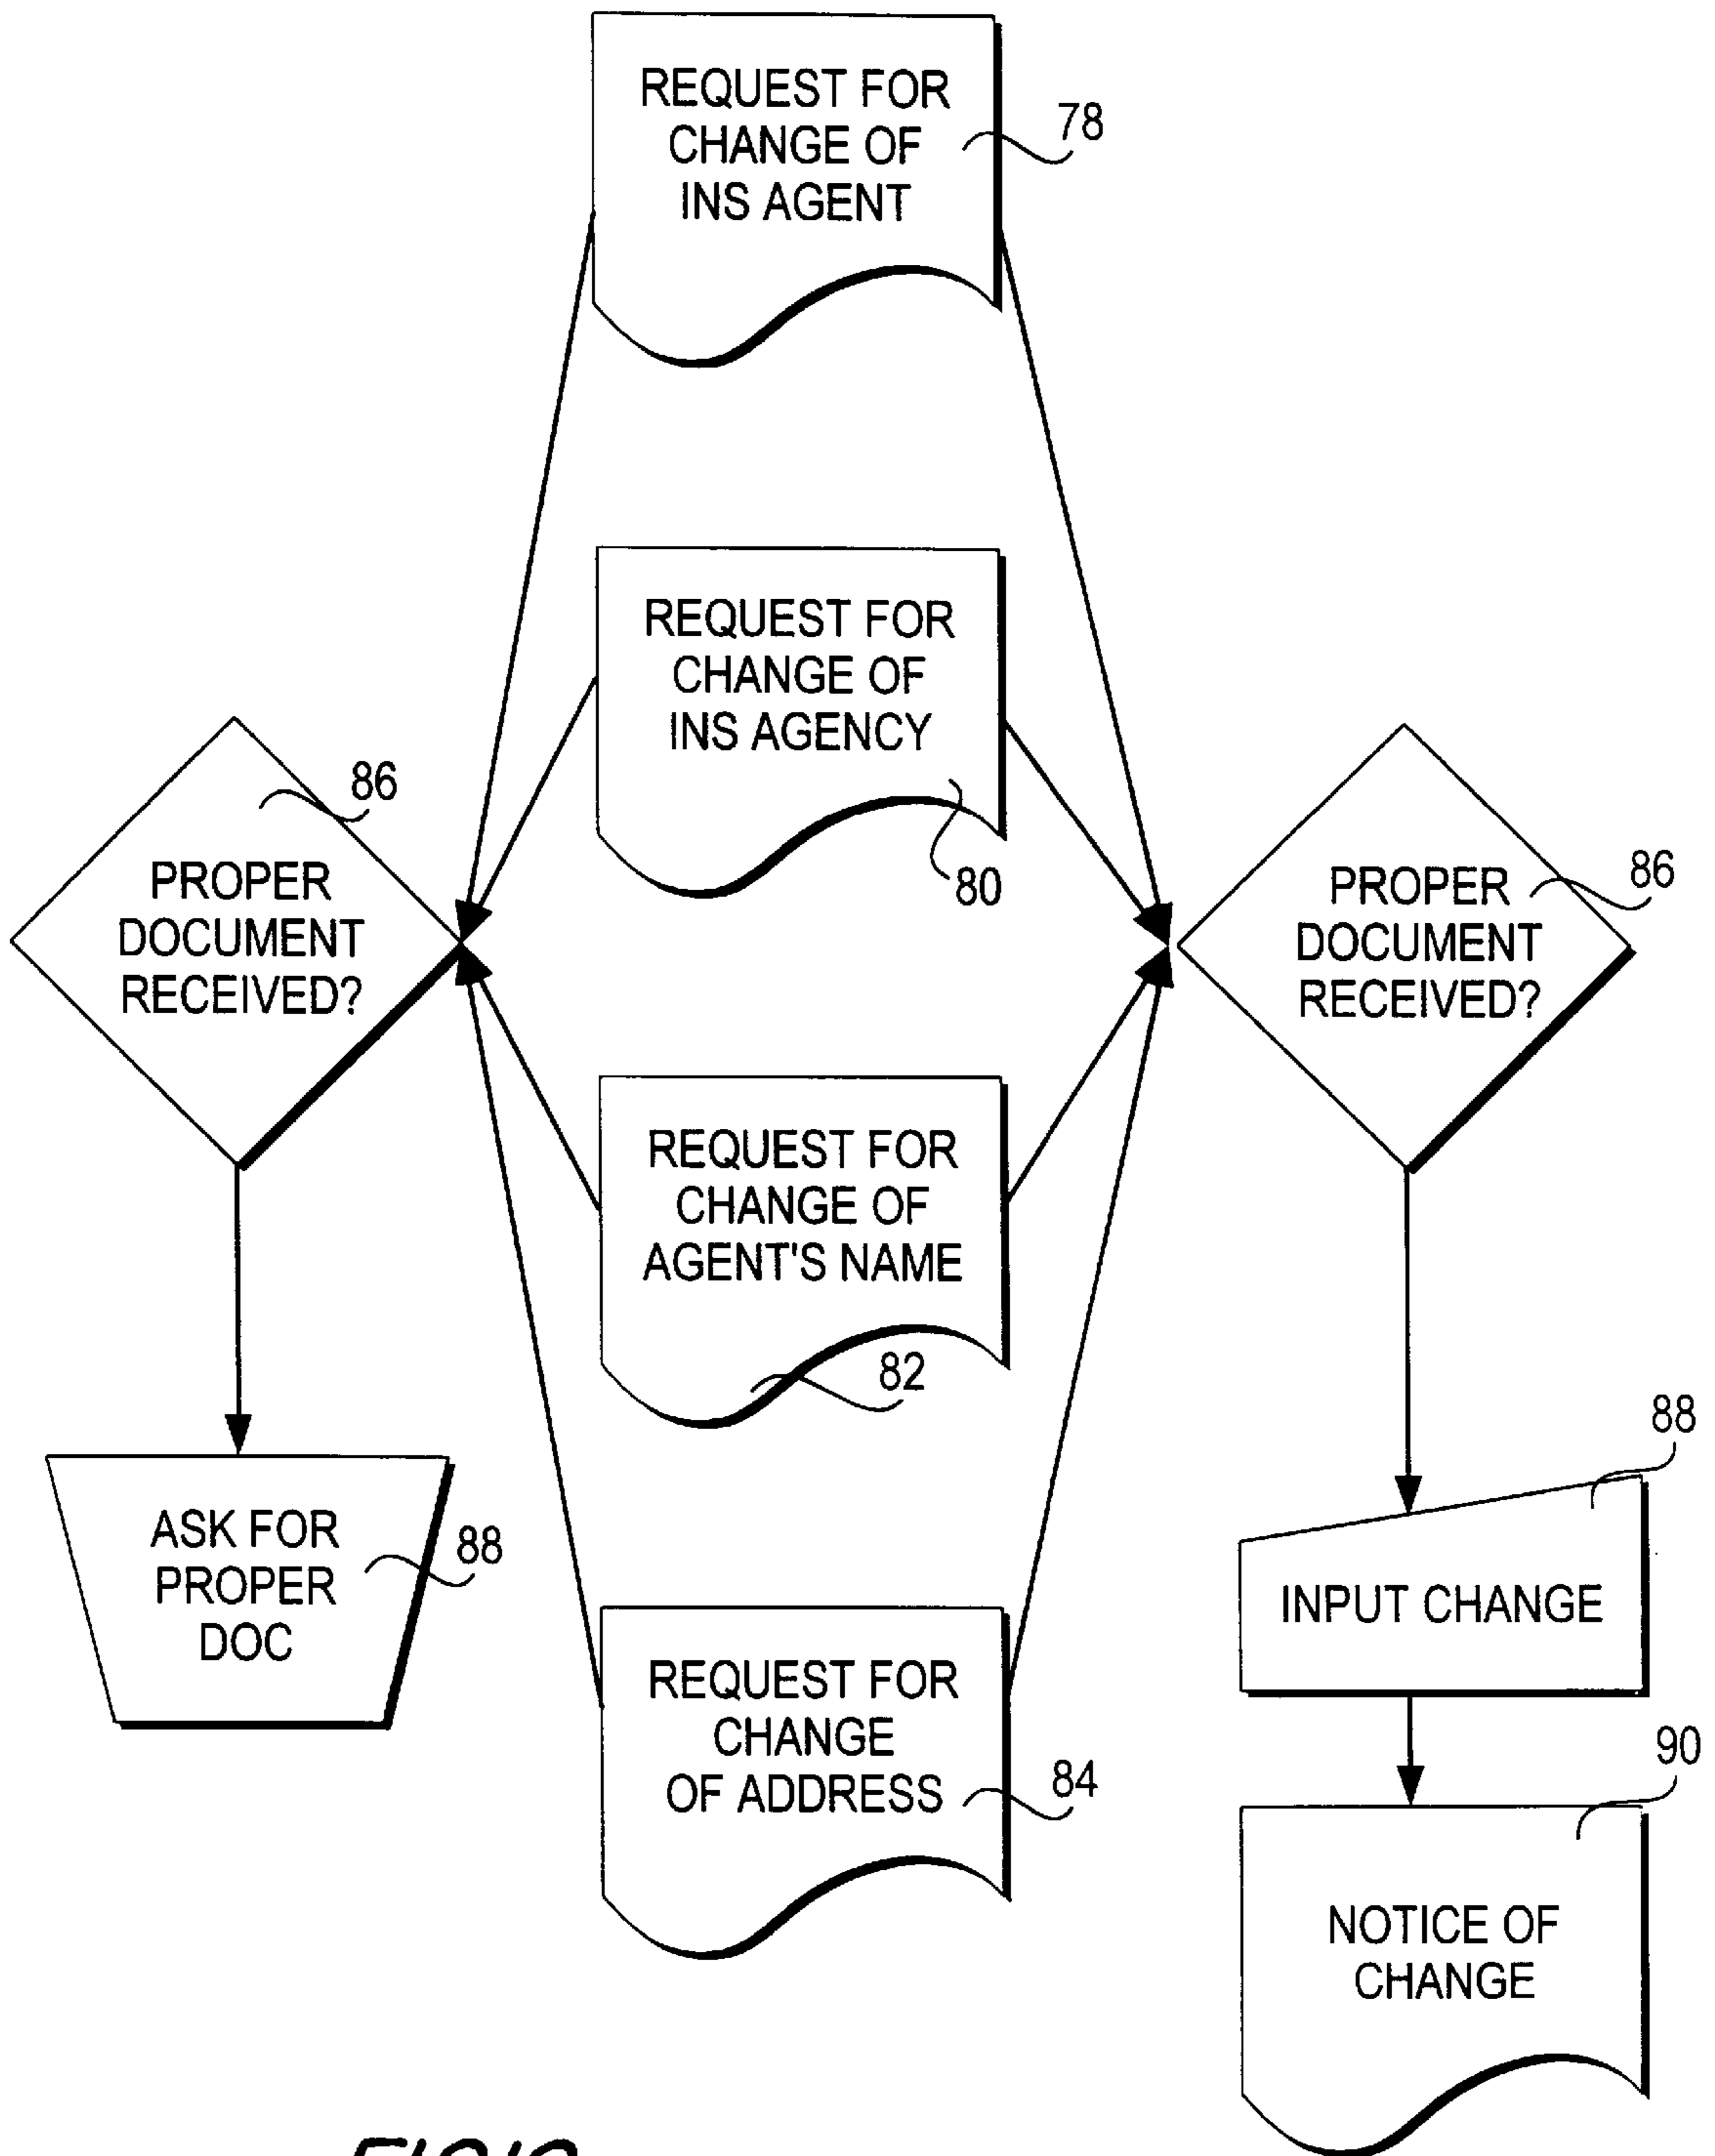 REQUEST FOR
CHANGE OF
INS AGENT
78
REQUEST FOR
CHANGE OF
INS AGENCY
80
86
PROPER
DOCUMENT
RECEIVED?
86
PROPER
DOCUMENT
RECEIVED?
REQUEST FOR
CHANGE OF
AGENT'S NAME
82
88
ASK FOR
PROPER
DOC
88
INPUT CHANGE
REQUEST FOR
CHANGE
OF ADDRESS
84
90
NOTICE OF
CHANGE